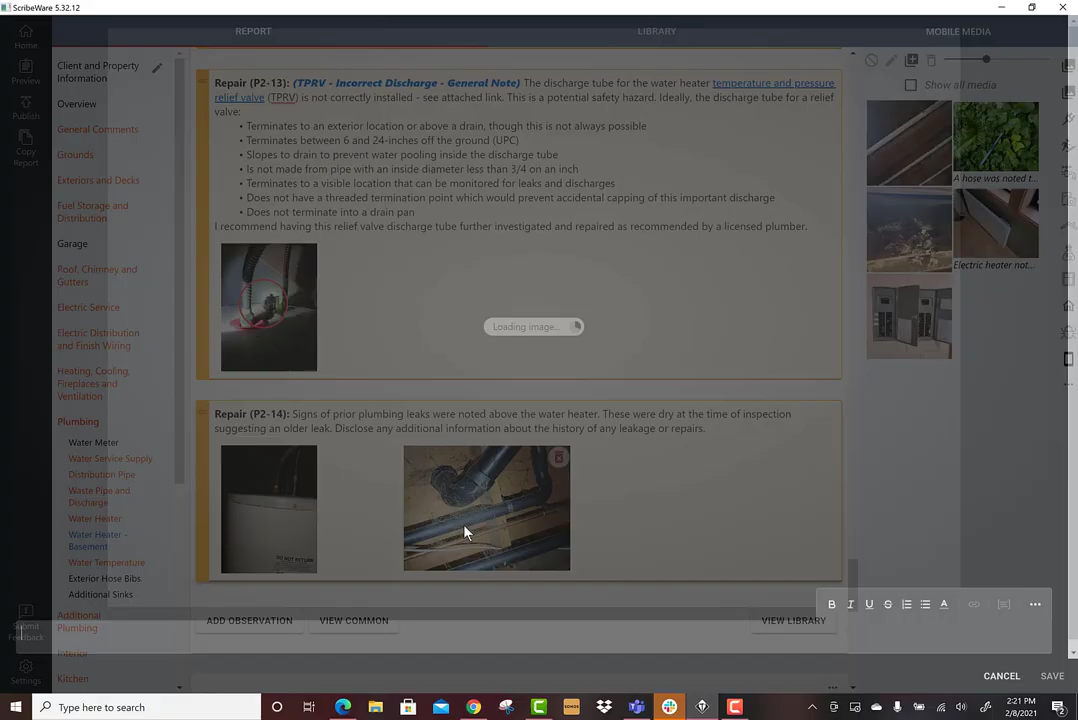 ScribeWare 5.32.12
Home
Preview
Publish
Copy
Report
Submit
Feedback
Settings
REPORT
LIBRARY
MOBILE MEDIA
Client and Property
Information
Overview
General Comments
Grounds
Exteriors and Decks
Fuel Storage and
Distribution
Garage
Roof, Chimney and
Gutters
Electric Service
Electric Distribution
and Finish Wiring
Heating, Cooling,
Fireplaces and
Ventilation
Plumbing
Water Meter
Water Service Supply
Distribution Pipe
Waste Pipe and
Discharge
Water Heater
Water Heater -
Basement
Water Temperature
Exterior Hose Bibs
Additional Sinks
Additional
Plumbing
Interior
Kitchen
Repair (P2-13): (TPRV - Incorrect Discharge - General Note) The discharge tube for the water heater temperature and pressure
relief valve (TPRV) is not correctly installed - see attached link. This is a potential safety hazard. Ideally, the discharge tube for a relief
valve:
• Terminates to an exterior location or above a drain, though this is not always possible
• Terminates between 6 and 24-inches off the ground (UPC)
• Slopes to drain to prevent water pooling inside the discharge tube
• Is not made from pipe with an inside diameter less than 3/4 on an inch
• Terminates to a visible location that can be monitored for leaks and discharges
• Does not have a threaded termination point which would prevent accidental capping of this important discharge
• Does not terminate into a drain pan
I recommend having this relief valve discharge tube further investigated and repaired as recommended by a licensed plumber.
Loading image...
Repair (P2-14): Signs of prior plumbing leaks were noted above the water heater. These were dry at the time of inspection
suggesting an older leak. Disclose any additional information about the history of any leakage or repairs.
DO NOT RETURN
ADD OBSERVATION
VIEW COMMON
VIEW LIBRARY
Show all media
A hose was noted t...
Electric heater not...
B I U S A
CANCEL
SAVE
Type here to search
2:21 PM
2/8/2021
2